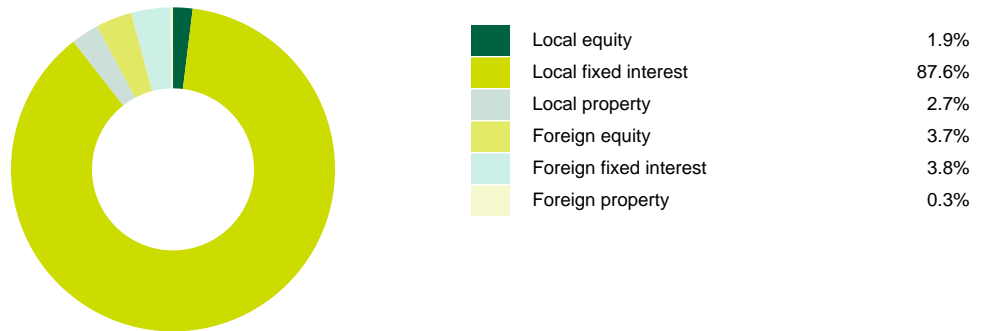 Local equity 1.9%
Local fixed interest 87.6%
Local property 2.7%
Foreign equity 3.7%
Foreign fixed interest 3.8%
Foreign property 0.3%